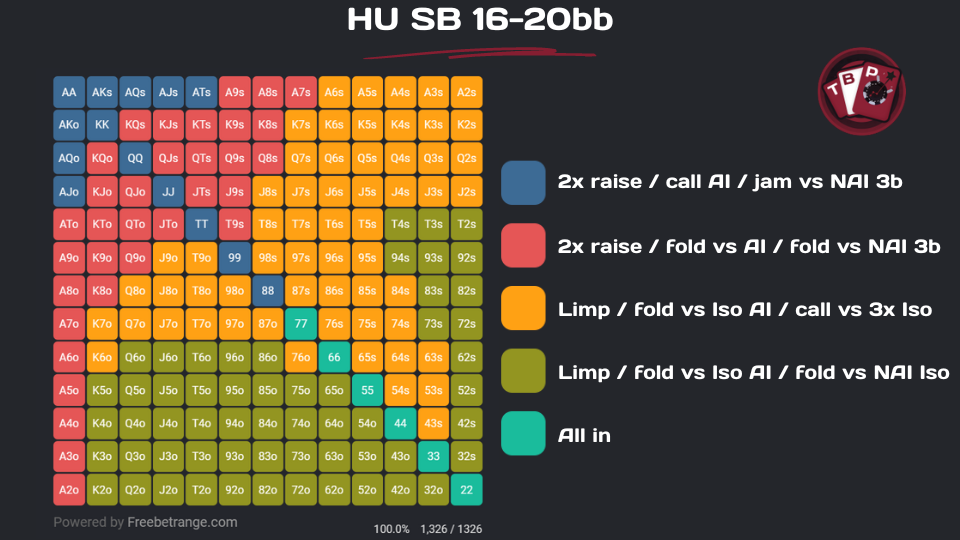 HU SB 16-20bb
T B P
AA AKs AQs AJs ATs A9s A8s A7s A6s A5s A4s A3s A2s
AKo KK KQs KJs KTs K9s K8s K7s K6s K5s K4s K3s K2s
AQo KQo QQ QJs QTs Q9s Q8s Q7s Q6s Q5s Q4s Q3s Q2s
AJo KJo QJo JJ JTs J9s J8s J7s J6s J5s J4s J3s J2s
ATo KTo QTo JTo TT T9s T8s T7s T6s T5s T4s T3s T2s
A9o K9o Q9o J9o T9o 99 98s 97s 96s 95s 94s 93s 92s
A8o K8o Q8o J8o T8o 98o 88 87s 86s 85s 84s 83s 82s
A7o K7o Q7o J7o T7o 97o 87o 77 76s 75s 74s 73s 72s
A6o K6o Q6o J6o T6o 96o 86o 76o 66 65s 64s 63s 62s
A5o K5o Q5o J5o T5o 95o 85o 75o 65o 55 54s 53s 52s
A4o K4o Q4o J4o T4o 94o 84o 74o 64o 54o 44 43s 42s
A3o K3o Q3o J3o T3o 93o 83o 73o 63o 53o 43o 33 32s
A2o K2o Q2o J2o T2o 92o 82o 72o 62o 52o 42o 32o 22
Powered by Freebetrange.com
100.0% 1,326 / 1326
2x raise / call AI / jam vs NAI 3b
2x raise / fold vs AI / fold vs NAI 3b
Limp / fold vs Iso AI / call vs 3x Iso
Limp / fold vs Iso AI / fold vs NAI Iso
All in